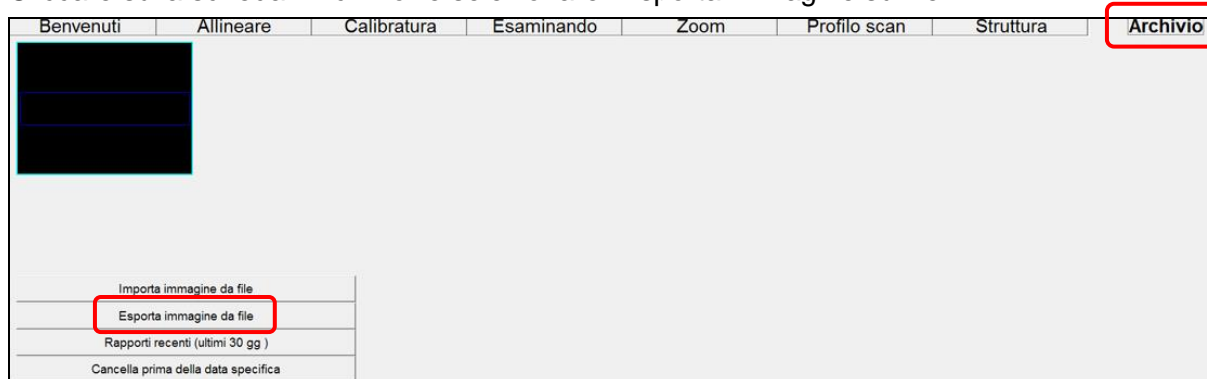 Benvenuti Allineare Calibratura Esaminando Zoom Profilo scan Struttura Archivio
Importa immagine da file
Esporta immagine da file
Rapporti recenti (ultimi 30 gg )
Cancella prima della data specifica